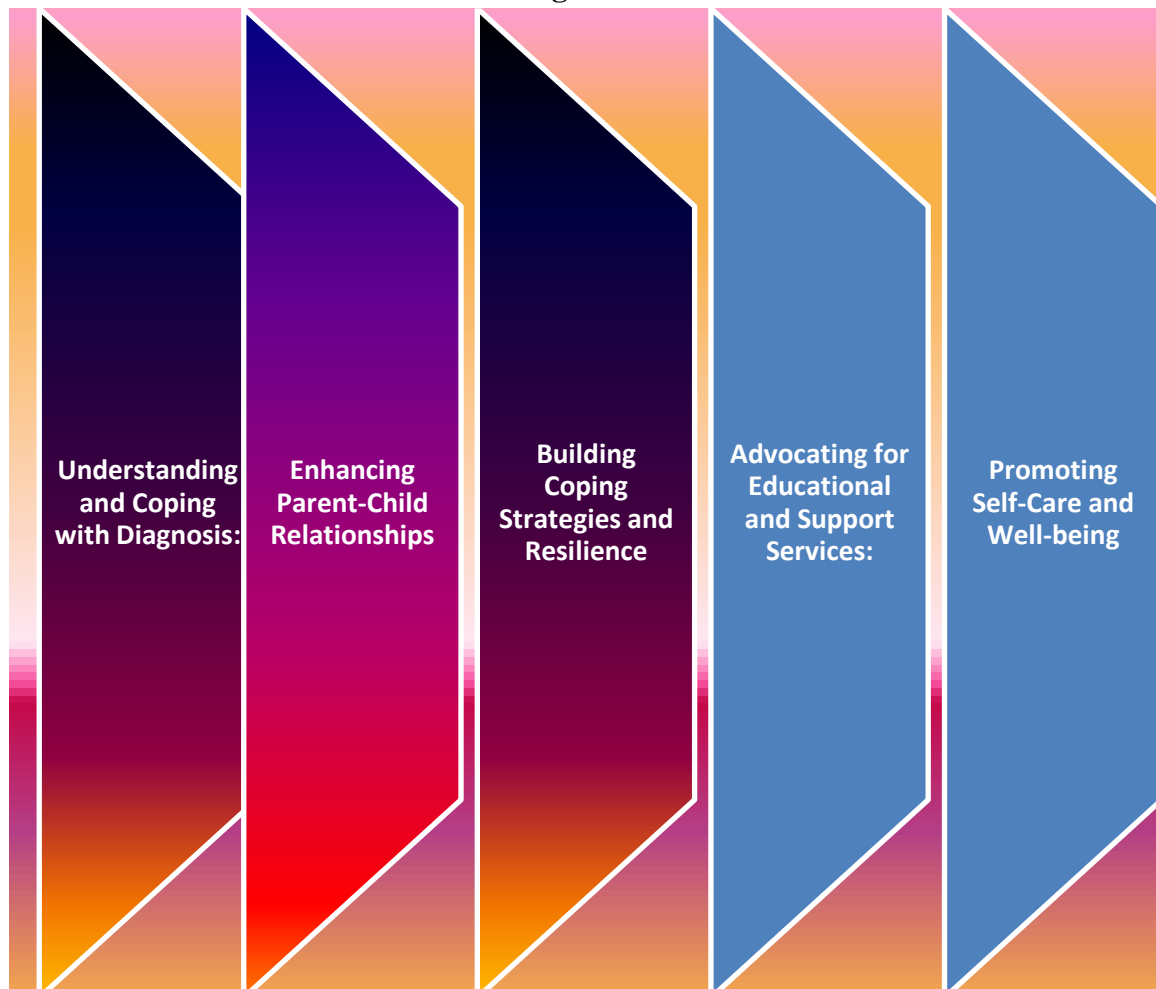 Understanding
and Coping
with Diagnosis:
Enhancing
Parent-Child
Relationships
Building
Coping
Strategies and
Resilience
Advocating for
Educational
and Support
Services:
Promoting
Self-Care and
Well-being